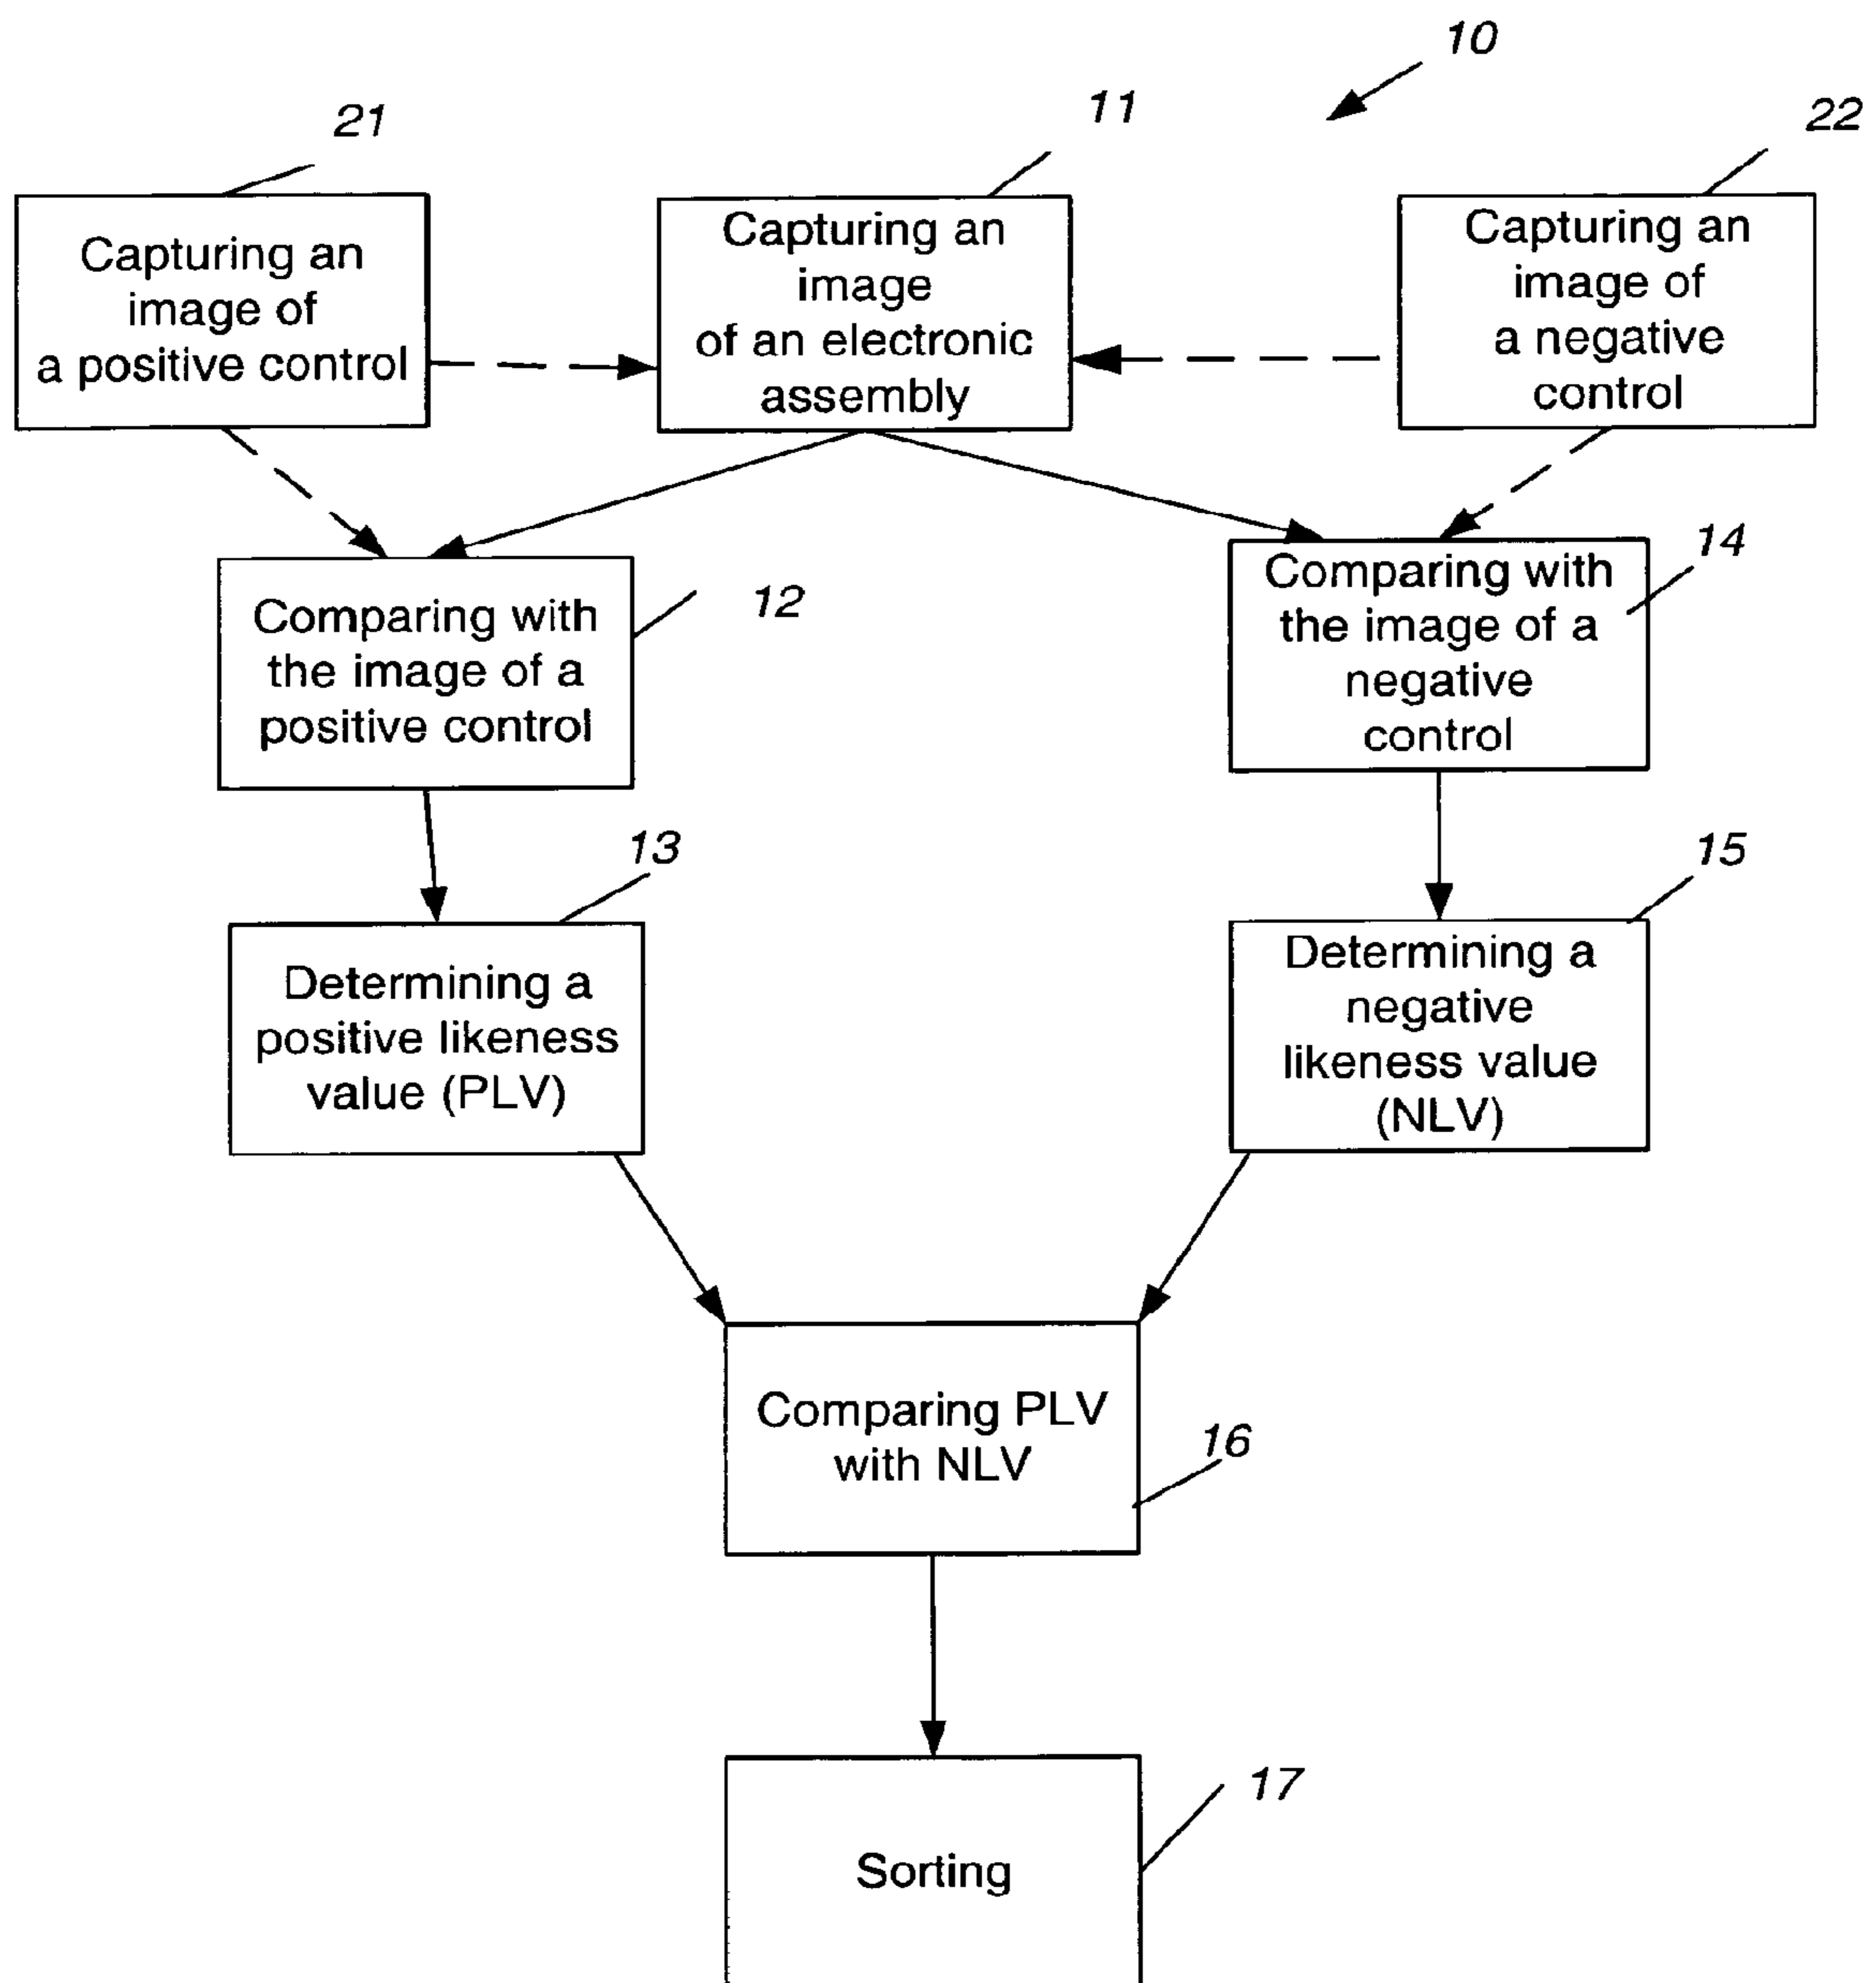 10
21
11
22
Capturing an
image of
a positive control
Capturing an
image
of an electronic
assembly
Capturing an
image of
a negative
control
12
Comparing with
the image of a
positive control
14
Comparing with
the image of a
negative
control
13
Determining a
positive likeness
value (PLV)
15
Determining a
negative
likeness value
(NLV)
Comparing PLV
with NLV
16
17
Sorting